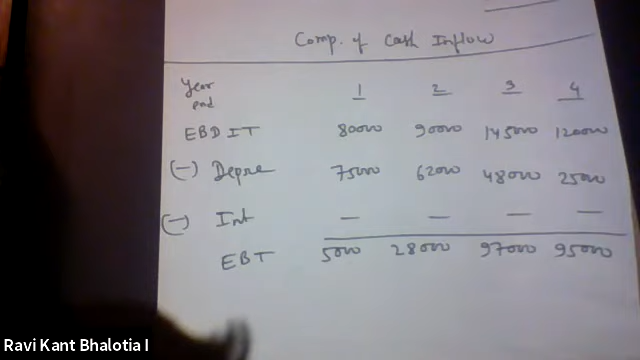 Comp. of Cash Inflow
Year end 1 2 3 4
EBDIT 80000 90000 145000 120000
(-) Depre 75000 62000 48000 25000
(-) Int — — — —
EBT 5000 28000 97000 95000
Ravi Kant Bhalotia I